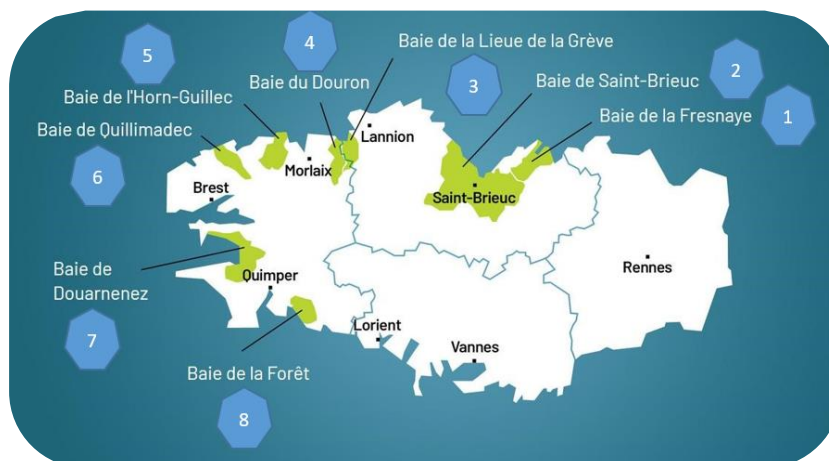 5
4
Baie de la Lieue de la Grève
3
Baie du Douron
Baie de Saint-Brieuc
2
Baie de l'Horn-Guillec
Baie de la Fresnaye
1
Baie de Quillimadec
Lannion
6
Morlaix
Brest
Saint-Brieuc
Baie de
Douarnenez
Quimper
Rennes
7
Lorient
Vannes
Baie de la Forêt
8